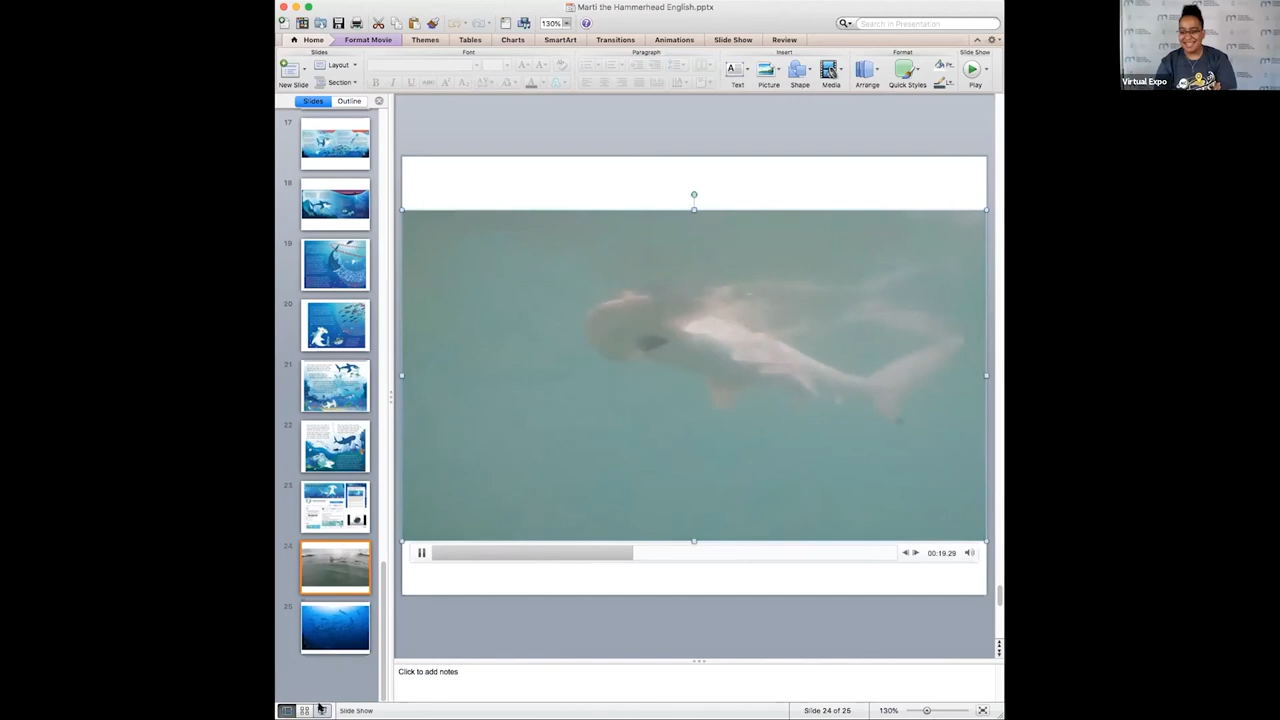 Marti the Hammerhead English.pptx
130%
Search in Presentation
Home
Format Movie
Themes
Tables
Charts
SmartArt
Transitions
Animations
Slide Show
Review
Slides
Font
Paragraph
Insert
Format
Slide Show
New Slide
Layout
Section
Text
Picture
Shape
Media
Arrange
Quick Styles
Play
Slides
Outline
17
18
19
20
21
22
23
24
25
00:19.29
Click to add notes
Slide Show
Slide 24 of 25
130%
Virtual Expo